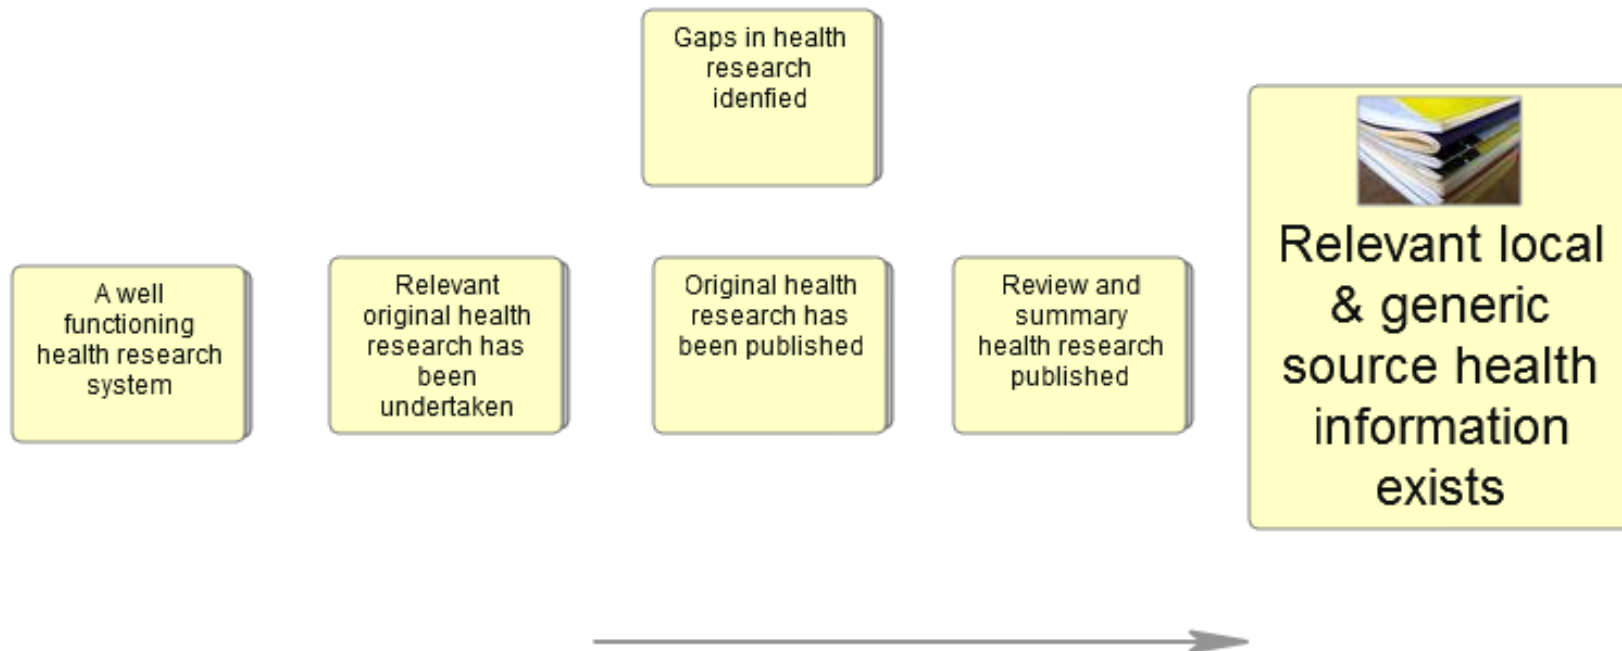 Gaps in health
research
idenfied
A well
functioning
health research
system
Relevant
original health
research has
been
undertaken
Original health
research has
been published
Review and
summary
health research
published
Relevant local
& generic
source health
information
exists